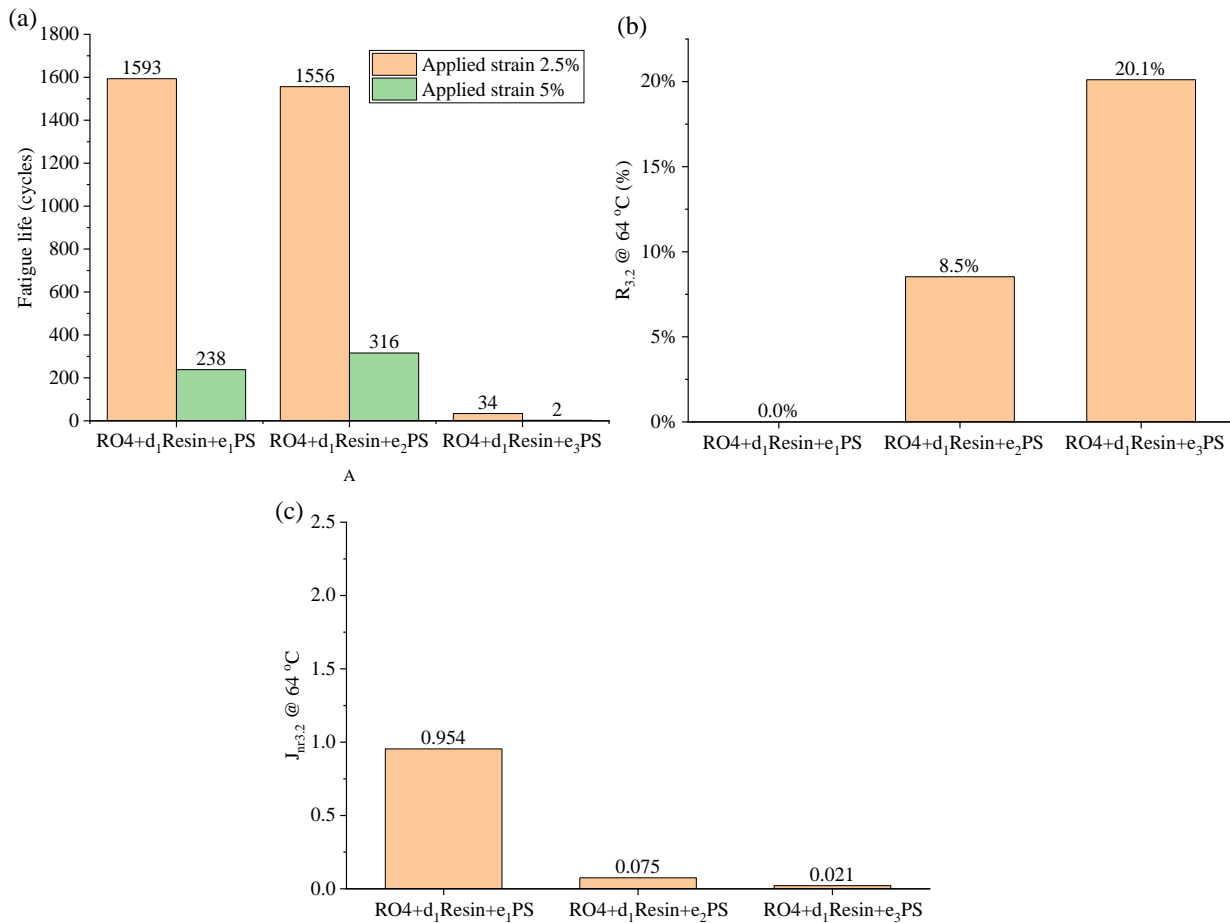 (a)
1800
1600
1400
1200
1000
800
600
400
200
0
Fatigue life (cycles)
1593
238
1556
316
34
2
Applied strain 2.5%
Applied strain 5%
RO4+d₁Resin+e₁PS
RO4+d₁Resin+e₂PS
RO4+d₁Resin+e₃PS
A
(b)
20%
15%
10%
5%
0%
R₃.₂ @ 64 °C (%)
0.0%
8.5%
20.1%
RO4+d₁Resin+e₁PS
RO4+d₁Resin+e₂PS
RO4+d₁Resin+e₃PS
(c)
2.5
2.0
1.5
1.0
0.5
0.0
Jₙᵣ₃.₂ @ 64 °C
0.954
0.075
0.021
RO4+d₁Resin+e₁PS
RO4+d₁Resin+e₂PS
RO4+d₁Resin+e₃PS